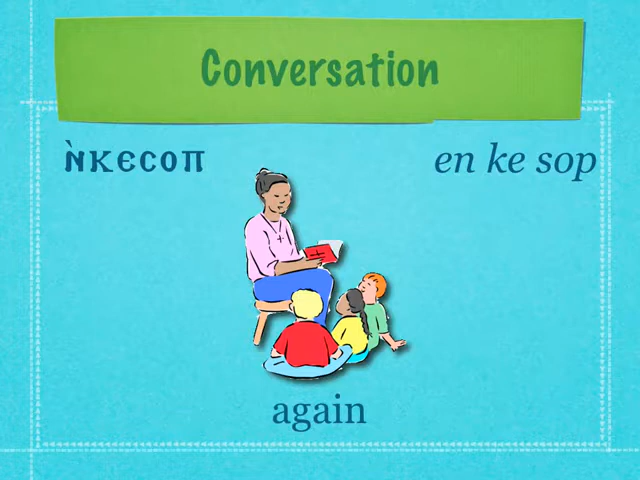 Conversation
ⲛ̀ⲕⲉⲥⲟⲡ
en ke sop
again